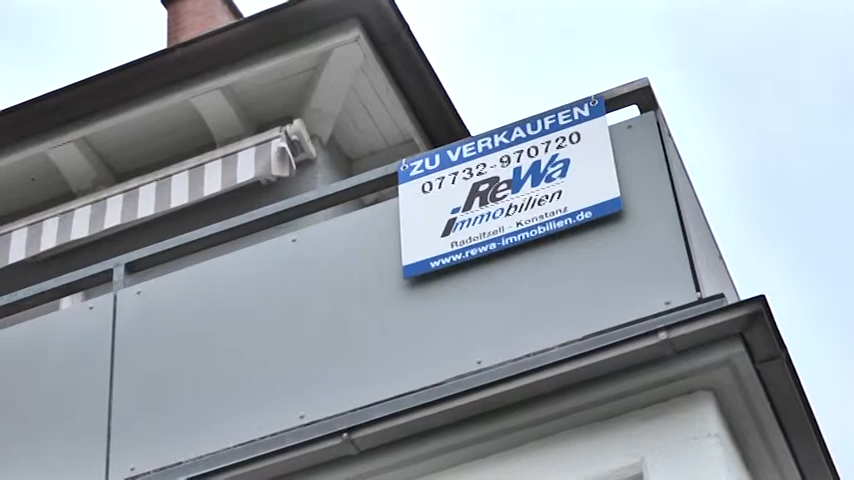 ZU VERKAUFEN
07732-970720
ReWa
immobilien
Radolfzell - Konstanz
www.rewa-immobilien.de